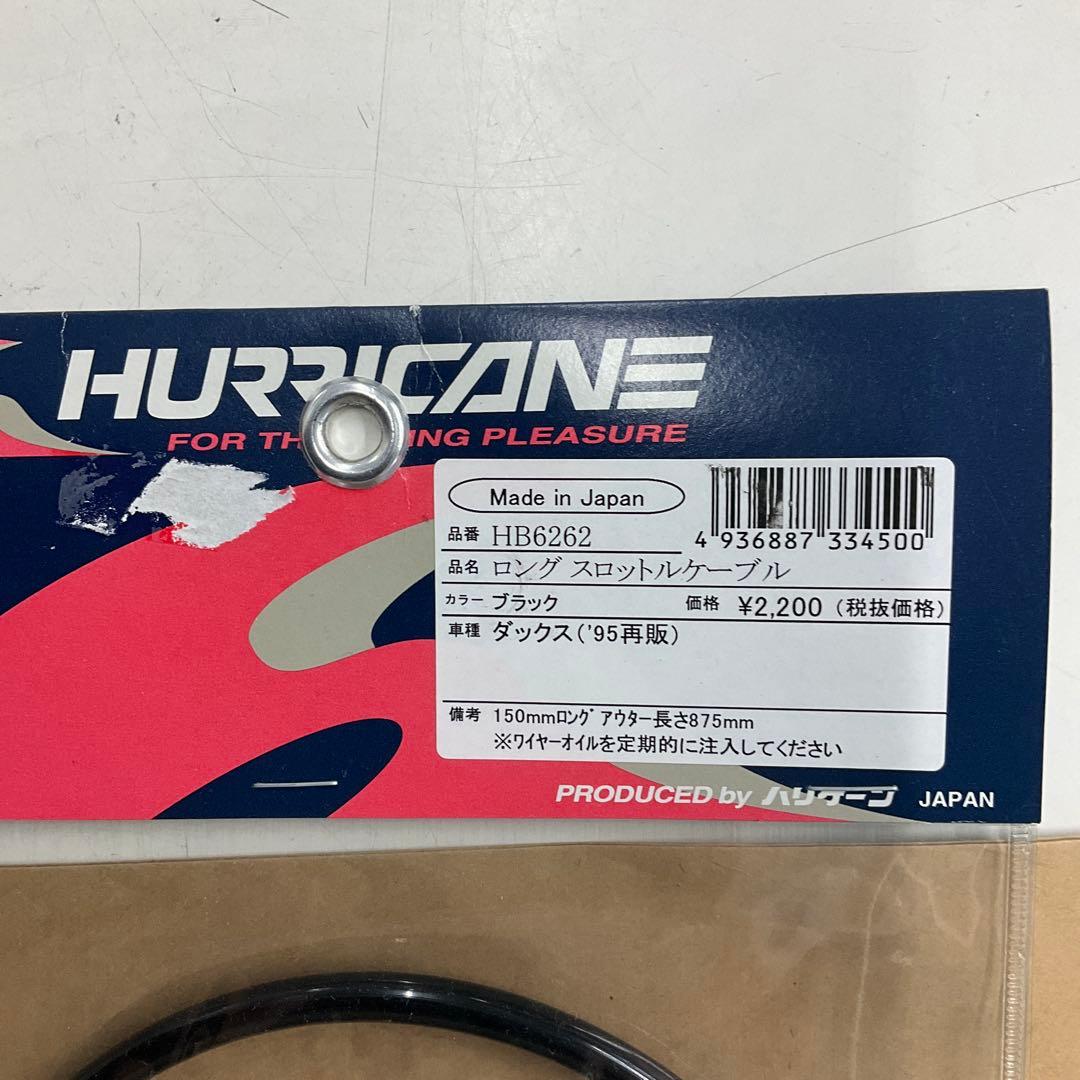 HURRICANE
FOR TH ING PLEASURE
Made in Japan
品番 HB6262
4 936887 334500
品名 ロング スロットルケーブル
カラー ブラック 価格 ¥2,200 (税抜価格)
車種 ダックス('95再販)
備考 150mmロングアウター長さ875mm
※ワイヤーオイルを定期的に注入してください
PRODUCED by ハリケーン JAPAN